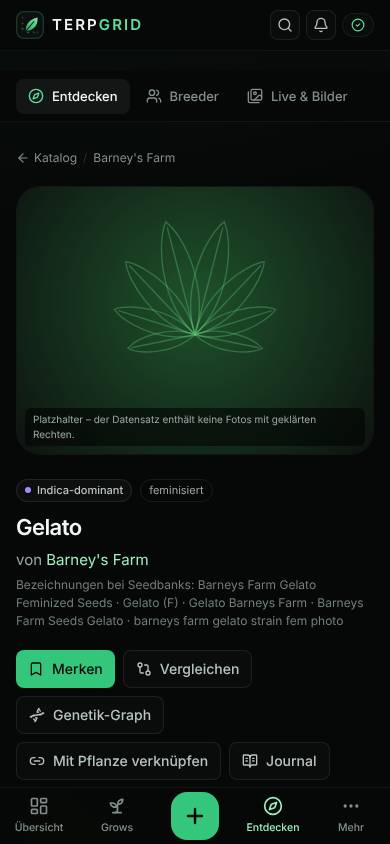 TERPGRID
Entdecken Breeder Live & Bilder
← Katalog / Barney's Farm
Platzhalter – der Datensatz enthält keine Fotos mit geklärten
Rechten.
Indica-dominant feminisiert
Gelato
von Barney's Farm
Bezeichnungen bei Seedbanks: Barneys Farm Gelato
Feminized Seeds · Gelato (F) · Gelato Barneys Farm · Barneys
Farm Seeds Gelato · barneys farm gelato strain fem photo
Merken Vergleichen
Genetik-Graph
Mit Pflanze verknüpfen Journal
Übersicht Grows Entdecken Mehr